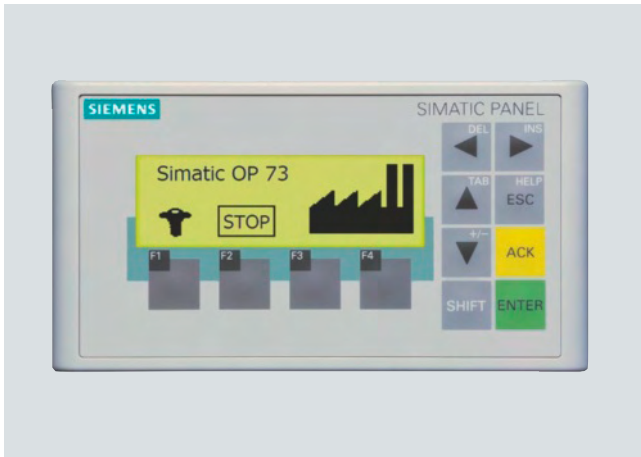 SIEMENS
SIMATIC PANEL
Simatic OP 73
STOP
F1 F2 F3 F4
DEL INS
TAB HELP
ESC
+/-
ACK
SHIFT ENTER